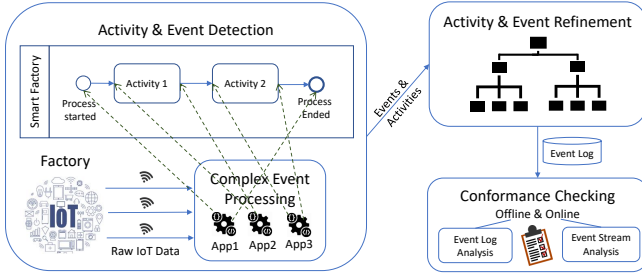 Activity & Event Detection
Smart Factory
Activity 1
Activity 2
Process
started
Process
Ended
Factory
IoT
Raw IoT Data
Complex Event
Processing
App1
App2
App3
Events &
Activities
Activity & Event Refinement
Event Log
Conformance Checking
Offline & Online
Event Log
Analysis
Event Stream
Analysis